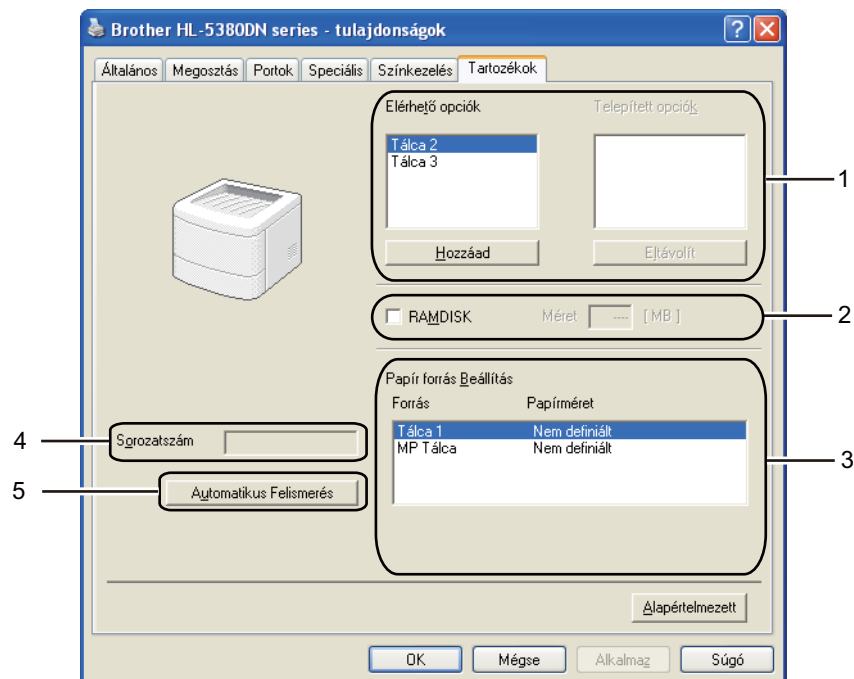 Brother HL-5380DN series - tulajdonságok
Általános Megosztás Portok Speciális Színkezelés Tartozékok
Elérhető opciók Telepített opciók
Tálca 2
Tálca 3
1
Hozzáad Eltávolít
RAMDISK Méret ---- [ MB ]
2
Papír forrás Beállítás
Forrás Papírméret
Tálca 1 Nem definiált
MP Tálca Nem definiált
3
4
Sorozatszám
5
Automatikus Felismerés
Alapértelmezett
OK Mégse Alkalmaz Súgó